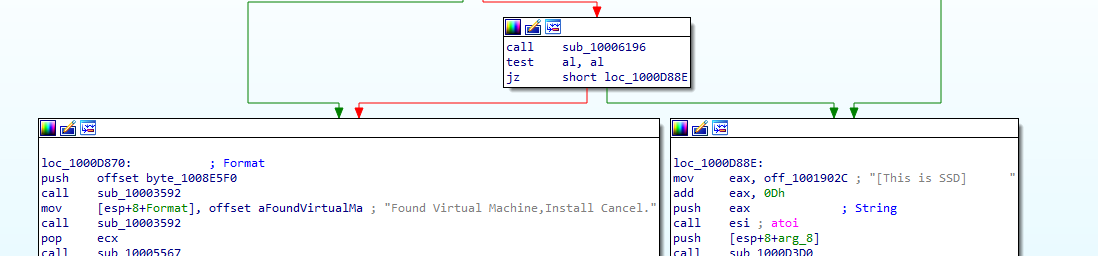 call    sub_10006196
test    al, al
jz      short loc_1000D88E
loc_1000D870:           ; Format
push    offset byte_1008E5F0
call    sub_10003592
mov     [esp+8+Format], offset aFoundVirtualMa ; "Found Virtual Machine,Install Cancel."
call    sub_10003592
pop     ecx
call    sub_10005567
loc_1000D88E:
mov     eax, off_1001902C ; "[This is SSD]      "
add     eax, 0Dh
push    eax             ; String
call    esi ; atoi
push    [esp+8+arg_8]
call    sub_1000D3D0